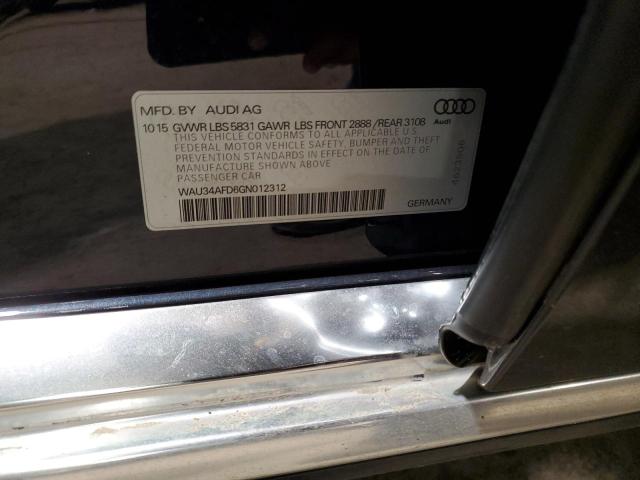 MFD. BY AUDI AG
10 15 GVWR LBS 5831 GAWR LBS FRONT 2888 /REAR 3108
THIS VEHICLE CONFORMS TO ALL APPLICABLE U.S.
FEDERAL MOTOR VEHICLE SAFETY, BUMPER AND THEFT
PREVENTION STANDARDS IN EFFECT ON THE DATE OF
MANUFACTURE SHOWN ABOVE
PASSENGER CAR
WAU34AFD6GN012312
GERMANY
Audi